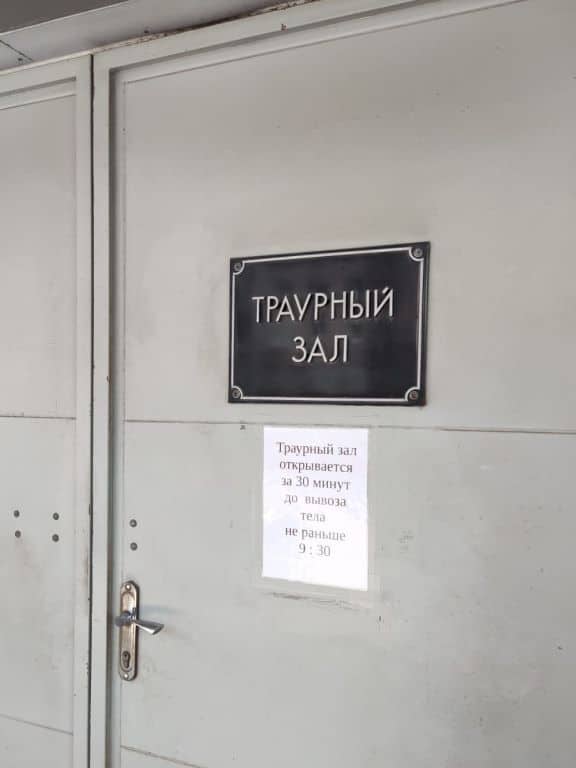 ТРАУРНЫЙ
ЗАЛ
Траурный зал
открывается
за 30 минут
до вывоза
тела
не раньше
9 : 30